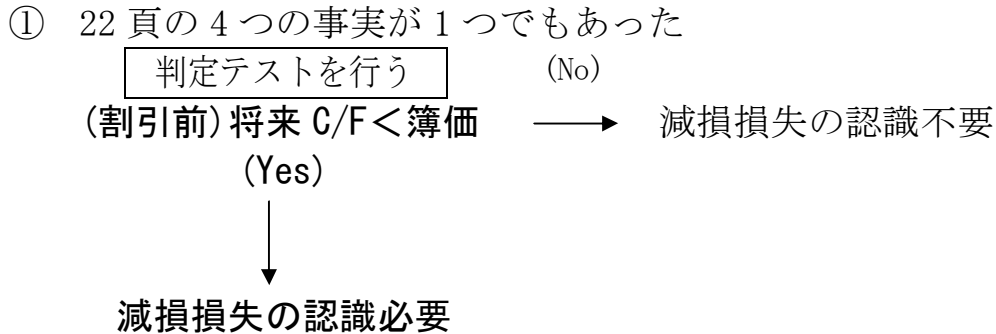 ① 22頁の4つの事実が1つでもあった
判定テストを行う (No)
(割引前)将来C/F＜簿価 → 減損損失の認識不要
(Yes)
減損損失の認識必要